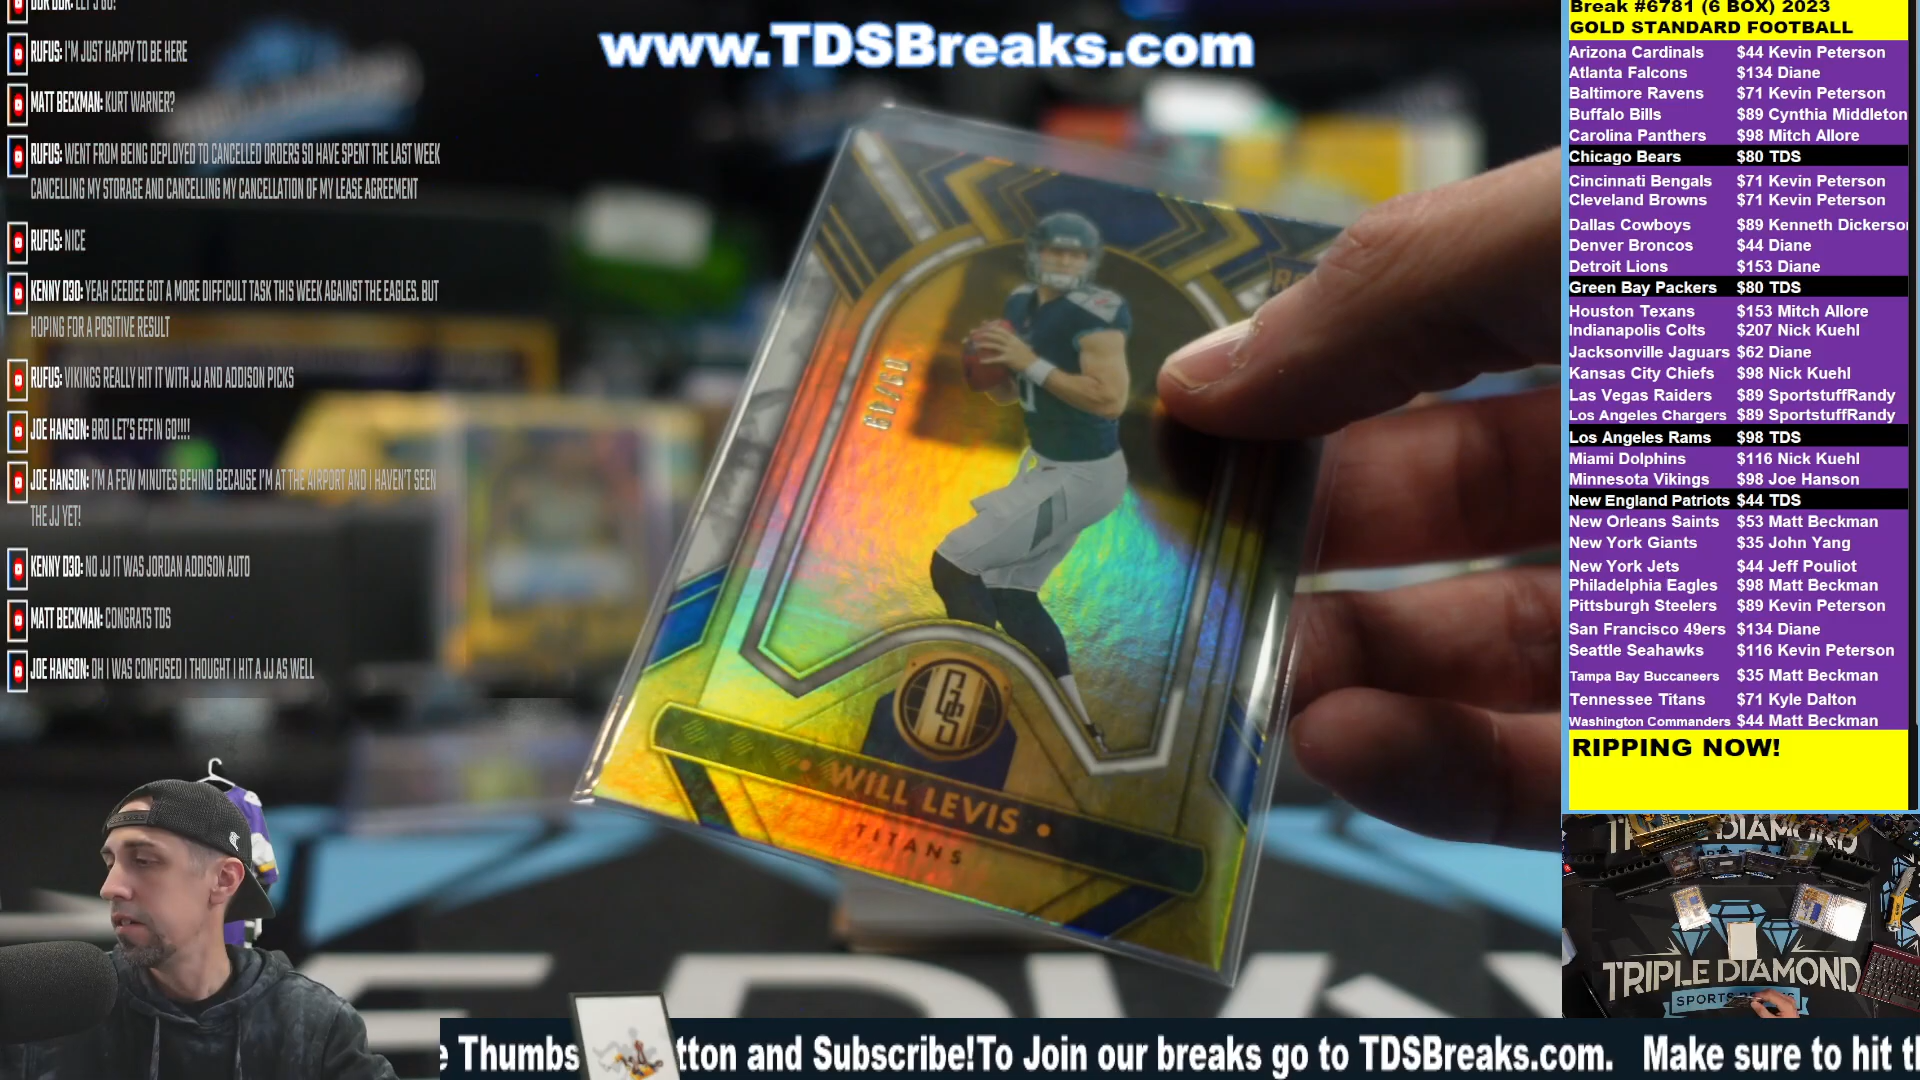 www.TDSBreaks.com
RUFUS: I'M JUST HAPPY TO BE HERE
MATT BECKMAN: KURT WARNER?
RUFUS: WENT FROM BEING DEPLOYED TO CANCELLED ORDERS SO HAVE SPENT THE LAST WEEK
CANCELLING MY STORAGE AND CANCELLING MY CANCELLATION OF MY LEASE AGREEMENT
RUFUS: NICE
KENNY D30: YEAH CEEDEE GOT A MORE DIFFICULT TASK THIS WEEK AGAINST THE EAGLES. BUT
HOPING FOR A POSITIVE RESULT
RUFUS: VIKINGS REALLY HIT IT WITH JJ AND ADDISON PICKS
JOE HANSON: BRO LET'S EFFIN GO!!!!
JOE HANSON: I'M A FEW MINUTES BEHIND BECAUSE I'M AT THE AIRPORT AND I HAVEN'T SEEN
THE JJ YET!
KENNY D30: NO JJ IT WAS JORDAN ADDISON AUTO
MATT BECKMAN: CONGRATS TDS
JOE HANSON: OH I WAS CONFUSED I THOUGHT I HIT A JJ AS WELL
GS
• WILL LEVIS •
TITANS
Break #6781 (6 BOX) 2023
GOLD STANDARD FOOTBALL
Arizona Cardinals $44 Kevin Peterson
Atlanta Falcons $134 Diane
Baltimore Ravens $71 Kevin Peterson
Buffalo Bills $89 Cynthia Middleton
Carolina Panthers $98 Mitch Allore
Chicago Bears $80 TDS
Cincinnati Bengals $71 Kevin Peterson
Cleveland Browns $71 Kevin Peterson
Dallas Cowboys $89 Kenneth Dickerso
Denver Broncos $44 Diane
Detroit Lions $153 Diane
Green Bay Packers $80 TDS
Houston Texans $153 Mitch Allore
Indianapolis Colts $207 Nick Kuehl
Jacksonville Jaguars $62 Diane
Kansas City Chiefs $98 Nick Kuehl
Las Vegas Raiders $89 SportstuffRandy
Los Angeles Chargers $89 SportstuffRandy
Los Angeles Rams $98 TDS
Miami Dolphins $116 Nick Kuehl
Minnesota Vikings $98 Joe Hanson
New England Patriots $44 TDS
New Orleans Saints $53 Matt Beckman
New York Giants $35 John Yang
New York Jets $44 Jeff Pouliot
Philadelphia Eagles $98 Matt Beckman
Pittsburgh Steelers $89 Kevin Peterson
San Francisco 49ers $134 Diane
Seattle Seahawks $116 Kevin Peterson
Tampa Bay Buccaneers $35 Matt Beckman
Tennessee Titans $71 Kyle Dalton
Washington Commanders $44 Matt Beckman
RIPPING NOW!
TRIPLE DIAMOND
TRIPLE DIAMOND
SPORTS
e Thumbs tton and Subscribe!To Join our breaks go to TDSBreaks.com. Make sure to hit th